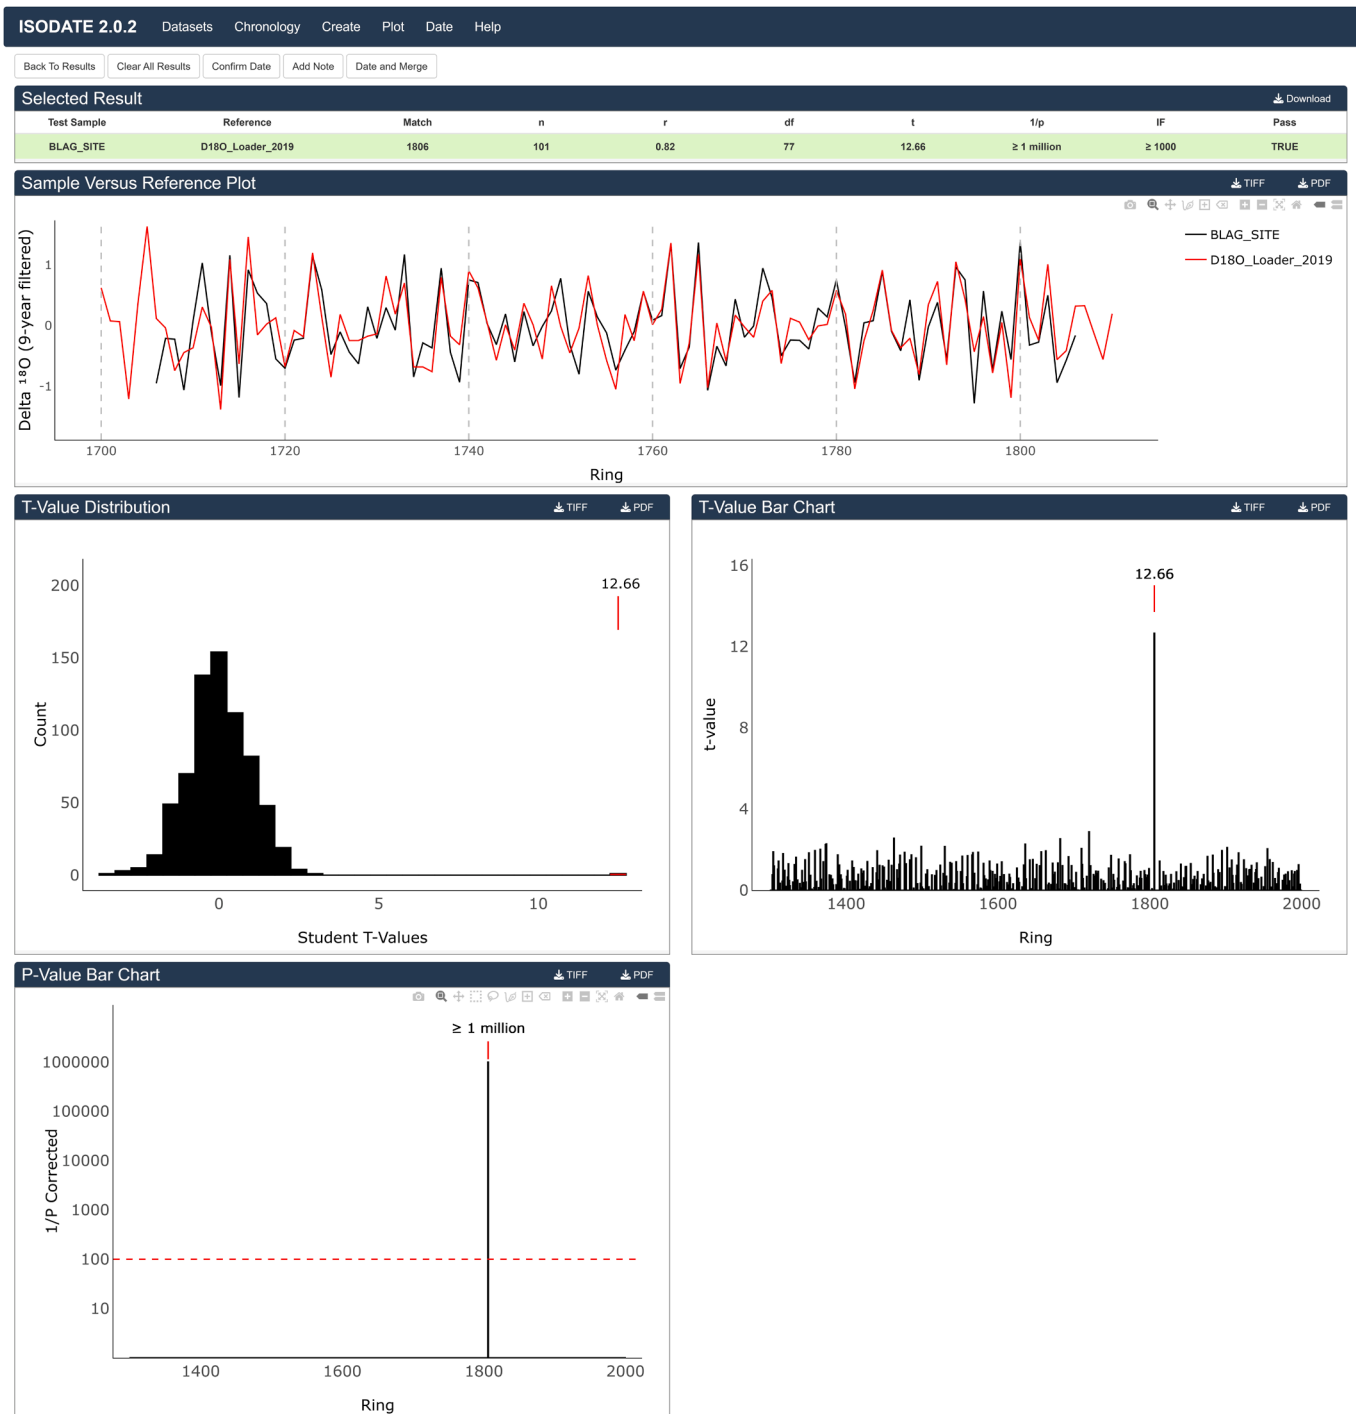 ISODATE 2.0.2 Datasets Chronology Create Plot Date Help
Back To Results Clear All Results Confirm Date Add Note Date and Merge
Selected Result Download
Test Sample Reference Match n r df t 1/p IF Pass
BLAG_SITE D18O_Loader_2019 1806 101 0.82 77 12.66 ≥ 1 million ≥ 1000 TRUE
Sample Versus Reference Plot TIFF PDF
Delta ¹⁸O (9-year filtered)
1
0
-1
1700 1720 1740 1760 1780 1800
Ring
BLAG_SITE
D18O_Loader_2019
T-Value Distribution TIFF PDF
12.66
Count
200
150
100
50
0
0 5 10
Student T-Values
T-Value Bar Chart TIFF PDF
12.66
t-value
16
12
8
4
0
1400 1600 1800 2000
Ring
P-Value Bar Chart TIFF PDF
≥ 1 million
1/P Corrected
1000000
100000
10000
1000
100
10
1400 1600 1800 2000
Ring